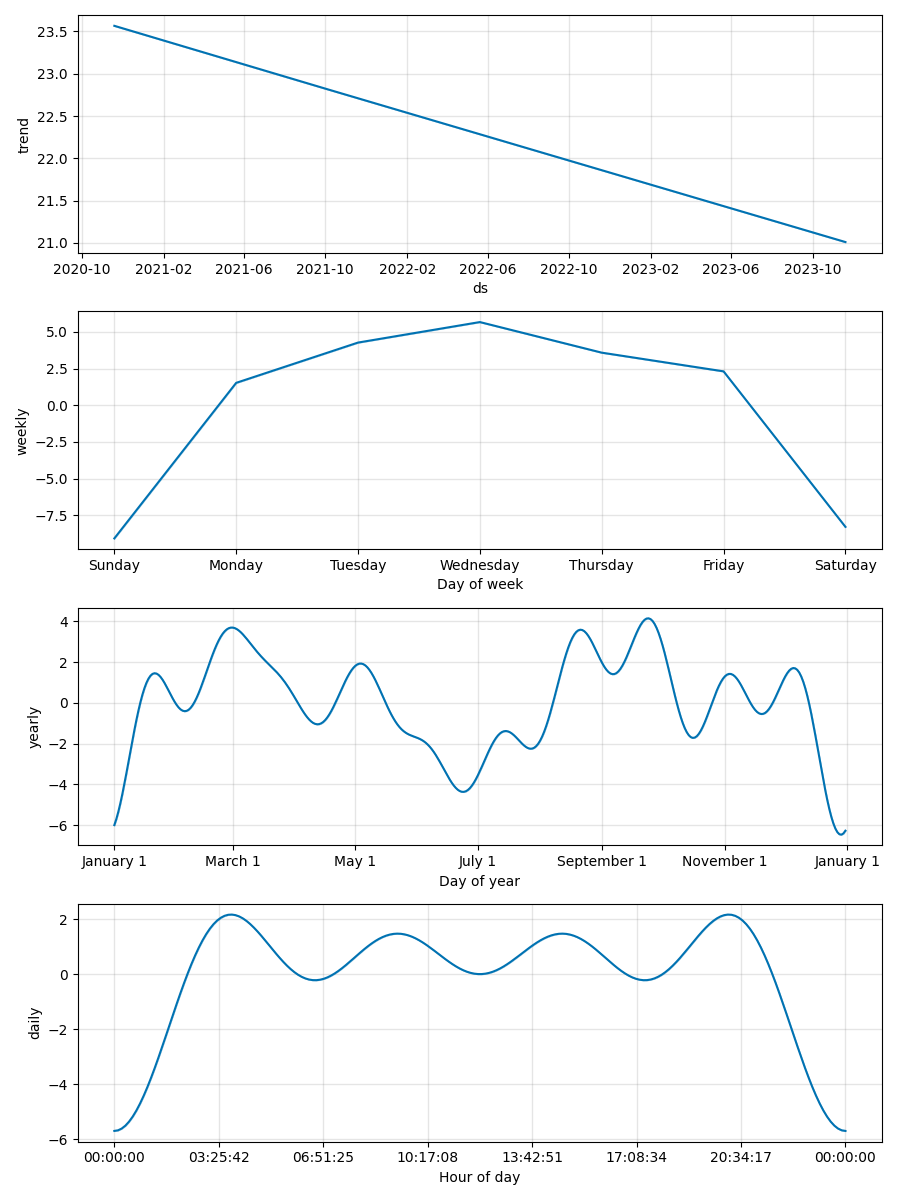 23.5
23.0
22.5
22.0
21.5
21.0
trend
2020-10 2021-02 2021-06 2021-10 2022-02 2022-06 2022-10 2023-02 2023-06 2023-10
ds
5.0
2.5
0.0
−2.5
−5.0
−7.5
weekly
Sunday Monday Tuesday Wednesday Thursday Friday Saturday
Day of week
4
2
0
−2
−4
−6
yearly
January 1 March 1 May 1 July 1 September 1 November 1 January 1
Day of year
2
0
−2
−4
−6
daily
00:00:00 03:25:42 06:51:25 10:17:08 13:42:51 17:08:34 20:34:17 00:00:00
Hour of day